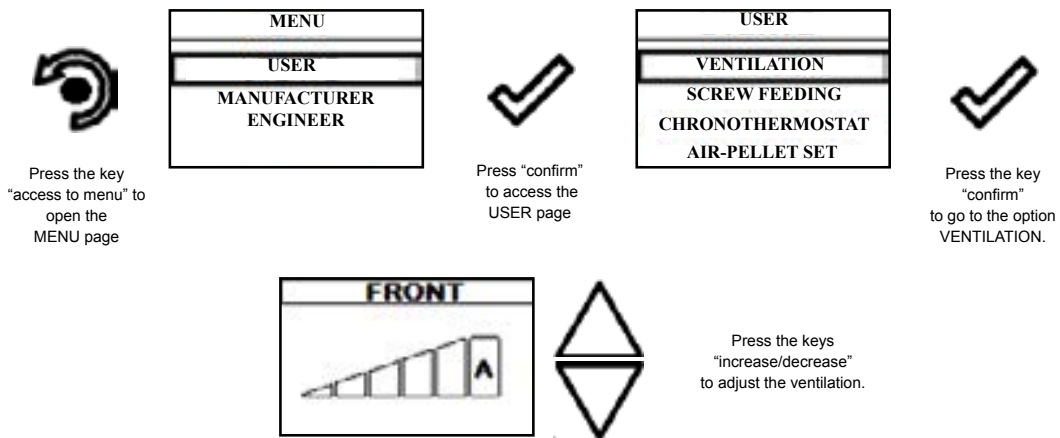 MENU
USER
MANUFACTURER
ENGINEER
Press the key
“access to menu” to
open the
MENU page
Press “confirm”
to access the
USER page
USER
VENTILATION
SCREW FEEDING
CHRONOTHERMOSTAT
AIR-PELLET SET
Press the key
“confirm”
to go to the option
VENTILATION.
FRONT
A
Press the keys
“increase/decrease”
to adjust the ventilation.